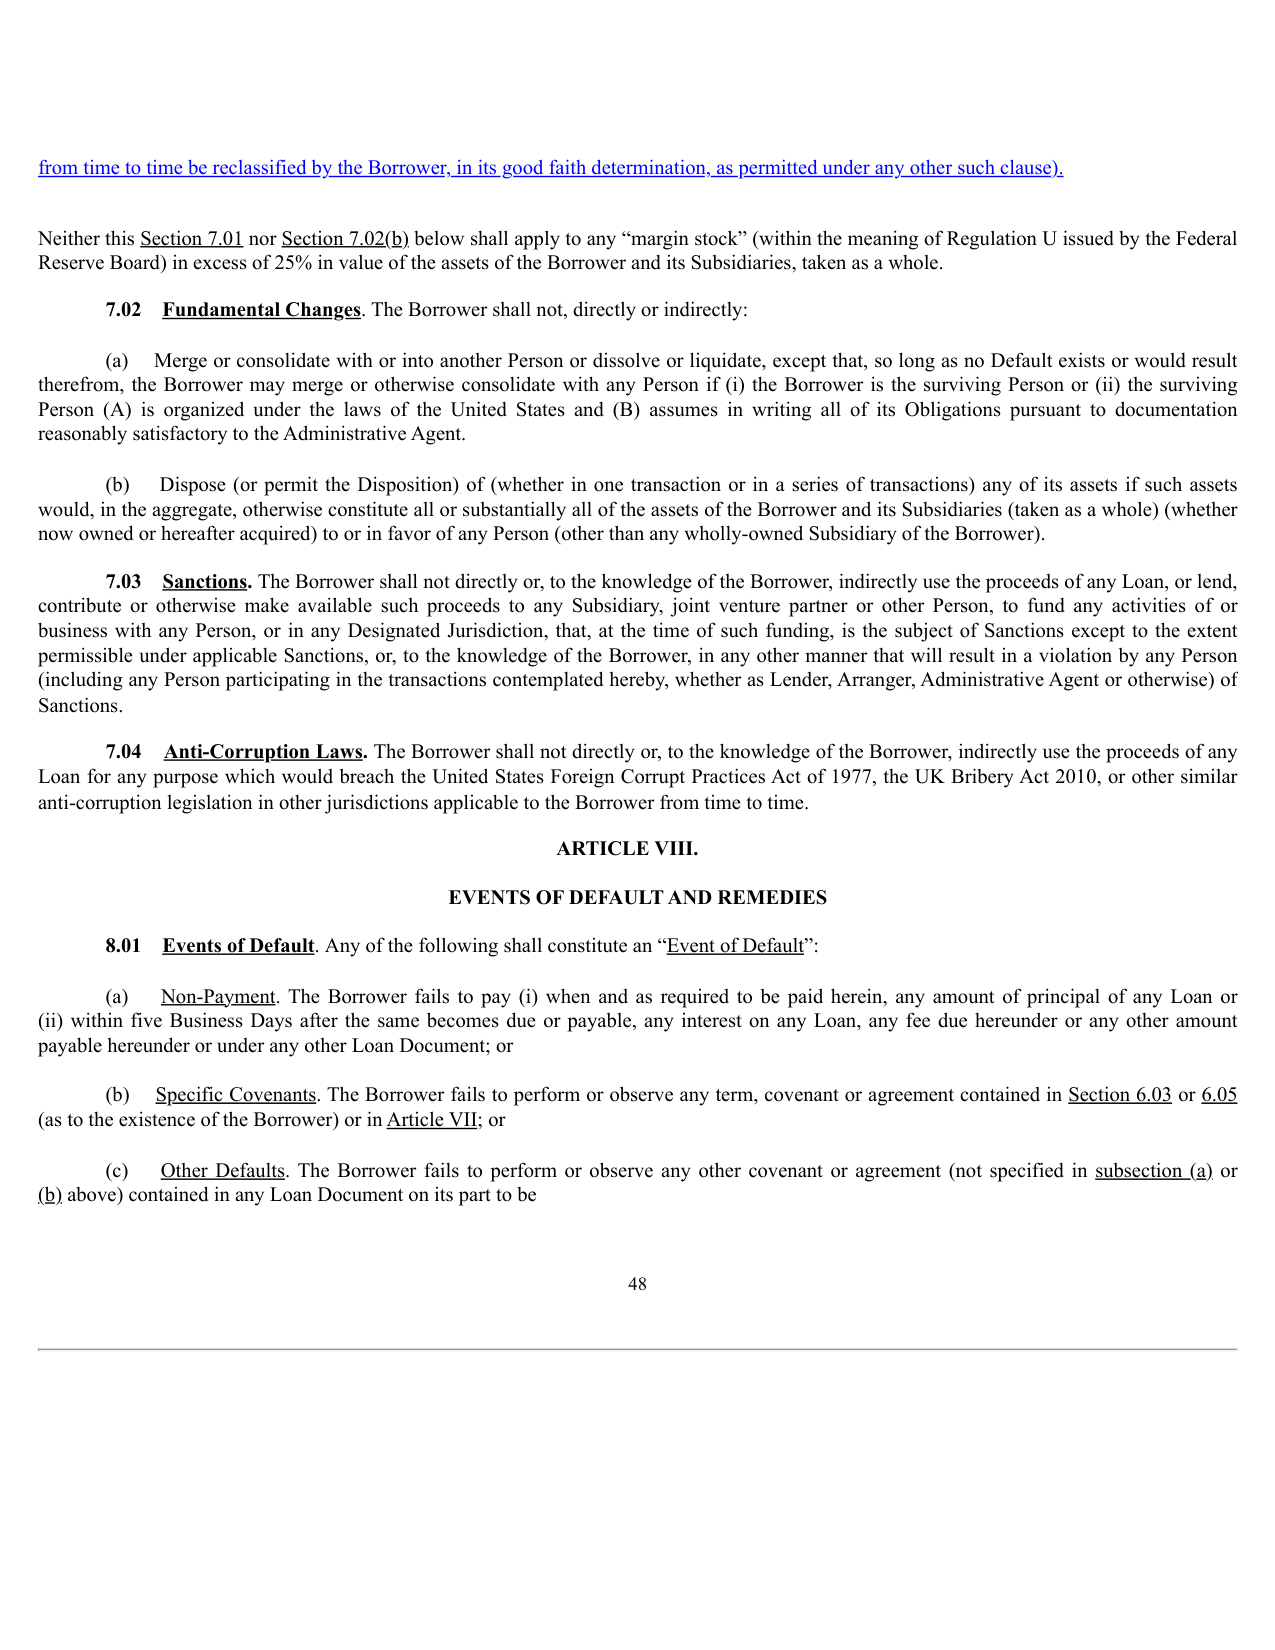 from time to time be reclassified by the Borrower, in its good faith determination, as permitted under any other such clause).
Neither this Section 7.01 nor Section 7.02(b) below shall apply to any “margin stock” (within the meaning of Regulation U issued by the Federal
Reserve Board) in excess of 25% in value of the assets of the Borrower and its Subsidiaries, taken as a whole.
7.02 Fundamental Changes. The Borrower shall not, directly or indirectly:
(a) Merge or consolidate with or into another Person or dissolve or liquidate, except that, so long as no Default exists or would result
therefrom, the Borrower may merge or otherwise consolidate with any Person if (i) the Borrower is the surviving Person or (ii) the surviving
Person (A) is organized under the laws of the United States and (B) assumes in writing all of its Obligations pursuant to documentation
reasonably satisfactory to the Administrative Agent.
(b) Dispose (or permit the Disposition) of (whether in one transaction or in a series of transactions) any of its assets if such assets
would, in the aggregate, otherwise constitute all or substantially all of the assets of the Borrower and its Subsidiaries (taken as a whole) (whether
now owned or hereafter acquired) to or in favor of any Person (other than any wholly-owned Subsidiary of the Borrower).
7.03 Sanctions. The Borrower shall not directly or, to the knowledge of the Borrower, indirectly use the proceeds of any Loan, or lend,
contribute or otherwise make available such proceeds to any Subsidiary, joint venture partner or other Person, to fund any activities of or
business with any Person, or in any Designated Jurisdiction, that, at the time of such funding, is the subject of Sanctions except to the extent
permissible under applicable Sanctions, or, to the knowledge of the Borrower, in any other manner that will result in a violation by any Person
(including any Person participating in the transactions contemplated hereby, whether as Lender, Arranger, Administrative Agent or otherwise) of
Sanctions.
7.04 Anti-Corruption Laws. The Borrower shall not directly or, to the knowledge of the Borrower, indirectly use the proceeds of any
Loan for any purpose which would breach the United States Foreign Corrupt Practices Act of 1977, the UK Bribery Act 2010, or other similar
anti-corruption legislation in other jurisdictions applicable to the Borrower from time to time.
ARTICLE VIII.
EVENTS OF DEFAULT AND REMEDIES
8.01 Events of Default. Any of the following shall constitute an “Event of Default”:
(a) Non-Payment. The Borrower fails to pay (i) when and as required to be paid herein, any amount of principal of any Loan or
(ii) within five Business Days after the same becomes due or payable, any interest on any Loan, any fee due hereunder or any other amount
payable hereunder or under any other Loan Document; or
(b) Specific Covenants. The Borrower fails to perform or observe any term, covenant or agreement contained in Section 6.03 or 6.05
(as to the existence of the Borrower) or in Article VII; or
(c) Other Defaults. The Borrower fails to perform or observe any other covenant or agreement (not specified in subsection (a) or
(b) above) contained in any Loan Document on its part to be
48